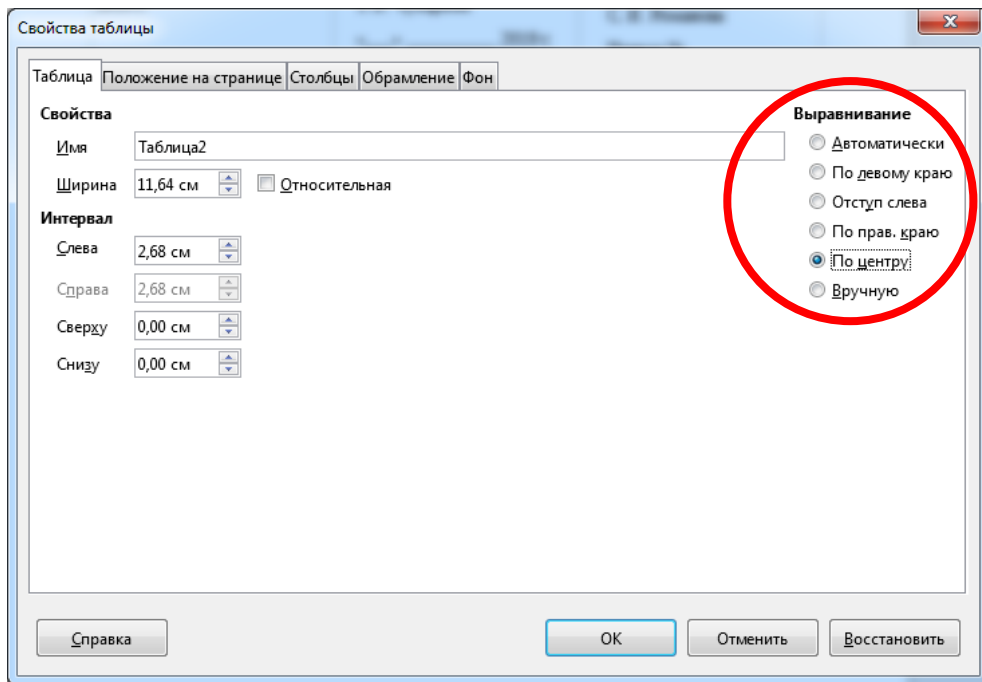 Свойства таблицы
Таблица Положение на странице Столбцы Обрамление Фон
Свойства
Имя Таблица2
Ширина 11,64 см Относительная
Интервал
Слева 2,68 см
Справа 2,68 см
Сверху 0,00 см
Снизу 0,00 см
Выравнивание
Автоматически
По левому краю
Отступ слева
По прав. краю
По центру
Вручную
Справка ОК Отменить Восстановить